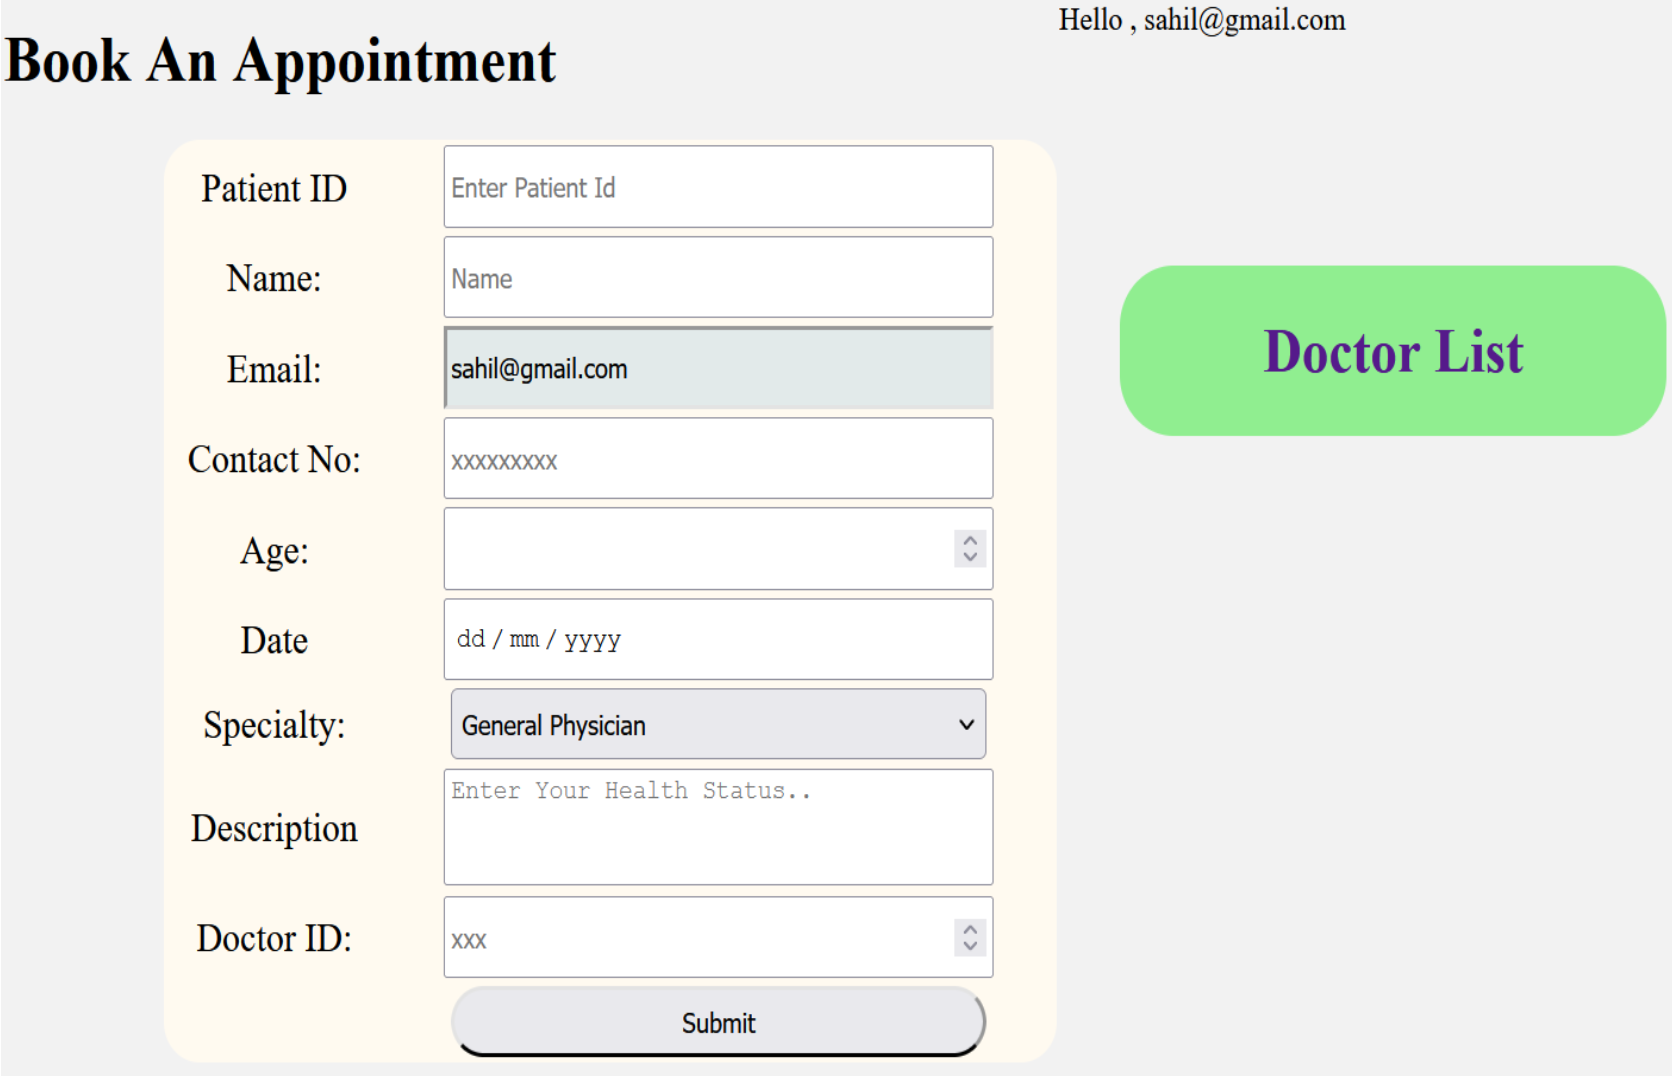 Hello , sahil@gmail.com
Book An Appointment
Patient ID
Enter Patient Id
Name:
Name
Email:
sahil@gmail.com
Contact No:
xxxxxxxxx
Age:
Date
dd / mm / yyyy
Specialty:
General Physician
Description
Enter Your Health Status..
Doctor ID:
xxx
Submit
Doctor List